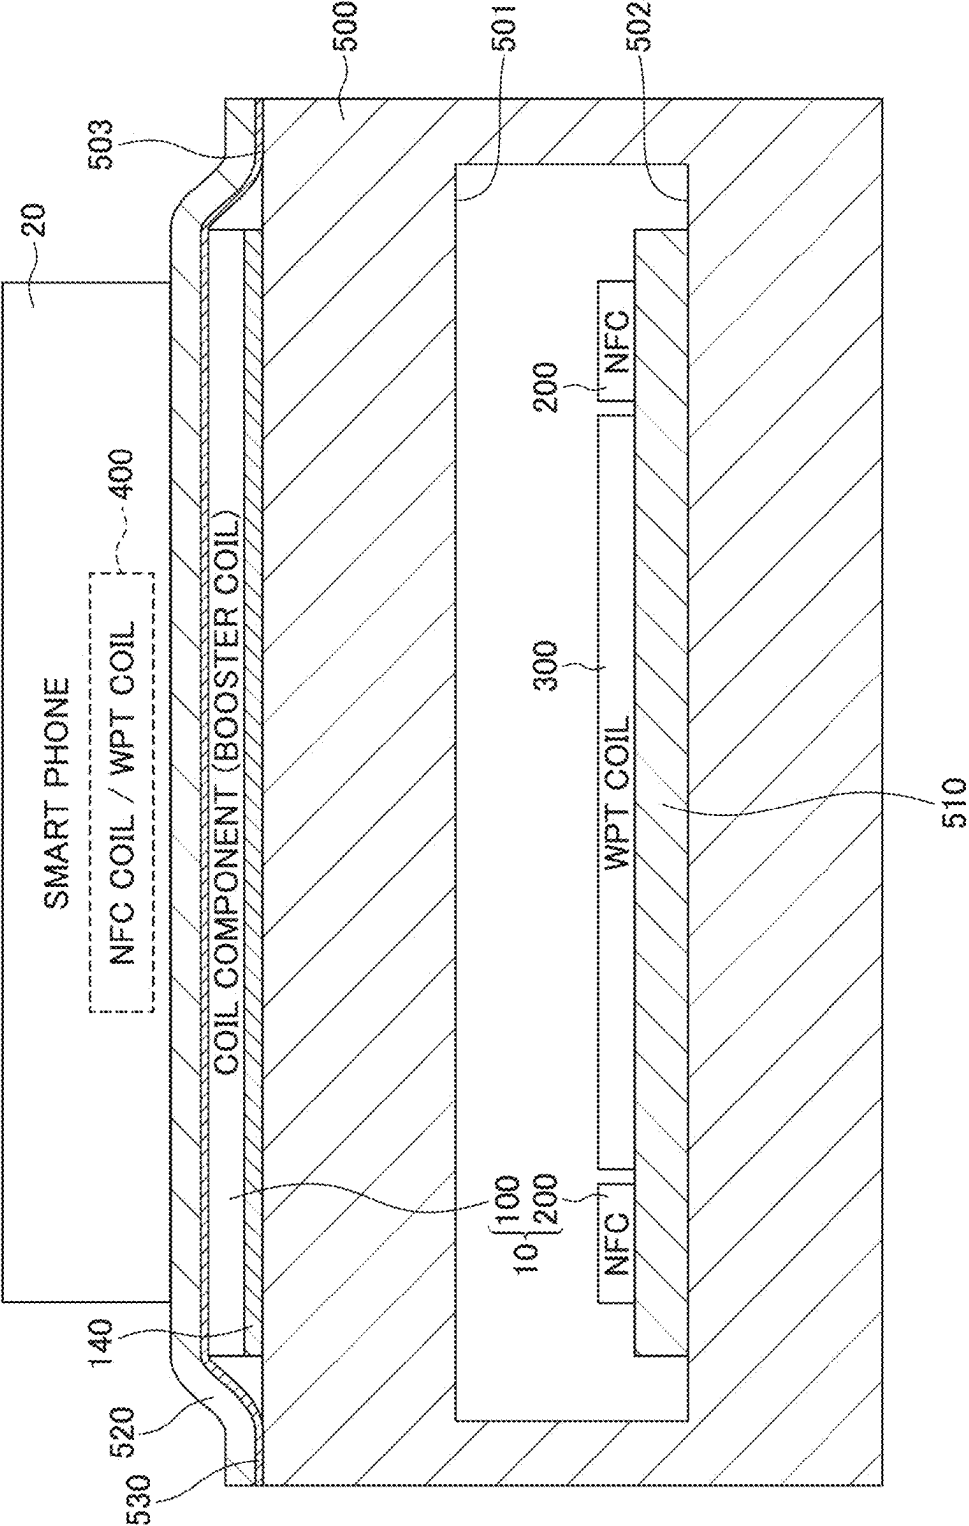 20
SMART PHONE
NFC COIL / WPT COIL
400
140
520
530
503
COIL COMPONENT (BOOSTER COIL)
500
501
502
10
100
200
NFC
300
WPT COIL
200
NFC
510